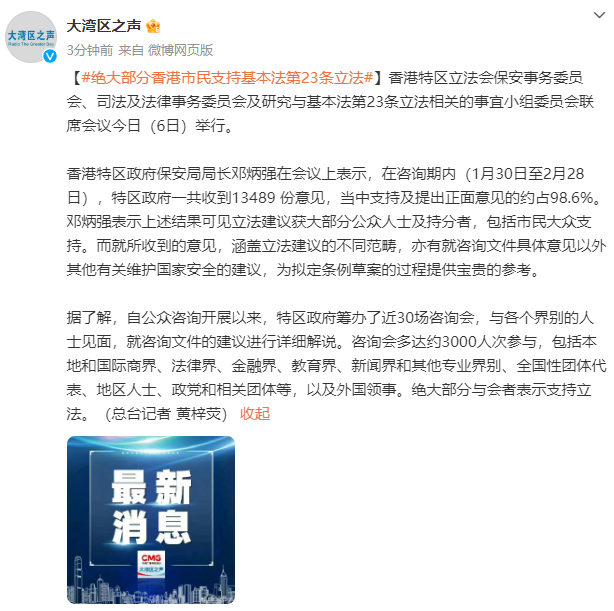 大湾区之声
Radio The Greater Bay
大湾区之声
3分钟前 来自 微博网页版
【#绝大部分香港市民支持基本法第23条立法#】香港特区立法会保安事务委员
会、司法及法律事务委员会及研究与基本法第23条立法相关的事宜小组委员会联
席会议今日（6日）举行。
香港特区政府保安局局长邓炳强在会议上表示，在咨询期内（1月30日至2月28
日），特区政府一共收到13489 份意见，当中支持及提出正面意见的约占98.6%。
邓炳强表示上述结果可见立法建议获大部分公众人士及持分者，包括市民大众支
持。而就所收到的意见，涵盖立法建议的不同范畴，亦有就咨询文件具体意见以外
其他有关维护国家安全的建议，为拟定条例草案的过程提供宝贵的参考。
据了解，自公众咨询开展以来，特区政府筹办了近30场咨询会，与各个界别的人
士见面，就咨询文件的建议进行详细解说。咨询会多达约3000人次参与，包括本
地和国际商界、法律界、金融界、教育界、新闻界和其他专业界别、全国性团体代
表、地区人士、政党和相关团体等，以及外国领事。绝大部分与会者表示支持立
法。（总台记者 黄梓荧） 收起
最新
消息
CMG
大湾区之声